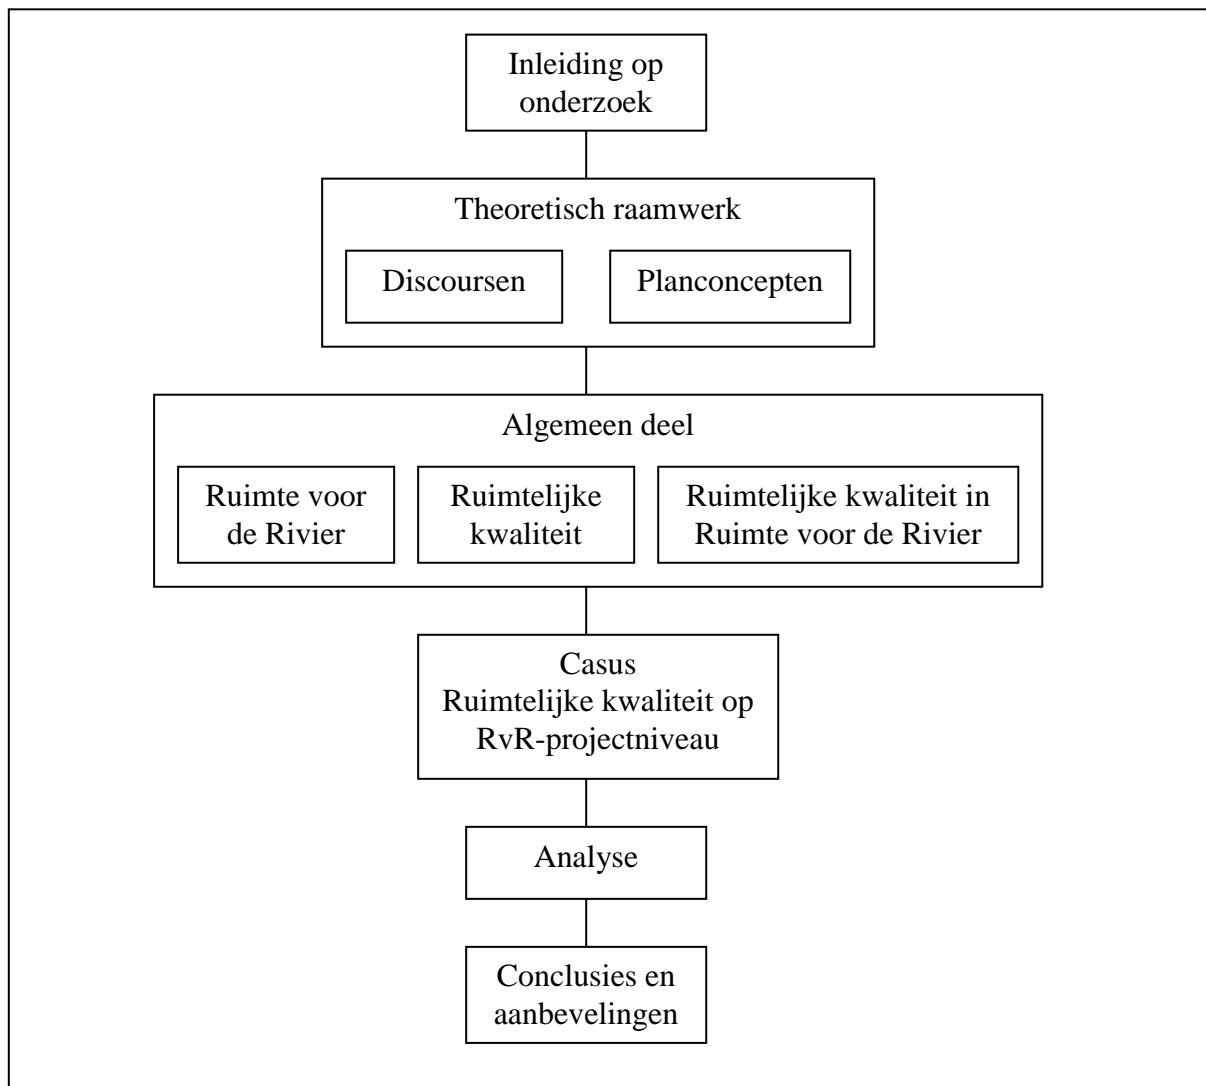 Inleiding op
onderzoek
Theoretisch raamwerk
Discoursen
Planconcepten
Algemeen deel
Ruimte voor
de Rivier
Ruimtelijke
kwaliteit
Ruimtelijke kwaliteit in
Ruimte voor de Rivier
Casus
Ruimtelijke kwaliteit op
RvR-projectniveau
Analyse
Conclusies en
aanbevelingen